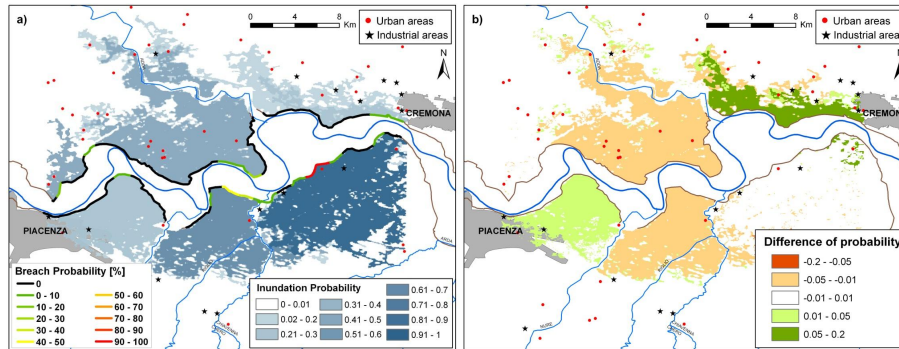 a)
0 4 8
Km
Urban areas
Industrial areas
N
CREMONA
PIACENZA
ADDA
Breach Probability [%]
0
0 - 10
10 - 20
20 - 30
30 - 40
40 - 50
50 - 60
60 - 70
70 - 80
80 - 90
90 - 100
Inundation Probability
0 - 0.01
0.02 - 0.2
0.21 - 0.3
0.31 - 0.4
0.41 - 0.5
0.51 - 0.6
0.61 - 0.7
0.71 - 0.8
0.81 - 0.9
0.91 - 1
b)
0 4 8
Km
Urban areas
Industrial areas
N
CREMONA
PIACENZA
NURE
Difference of probability
-0.2 - -0.05
-0.05 - -0.01
-0.01 - 0.01
0.01 - 0.05
0.05 - 0.2